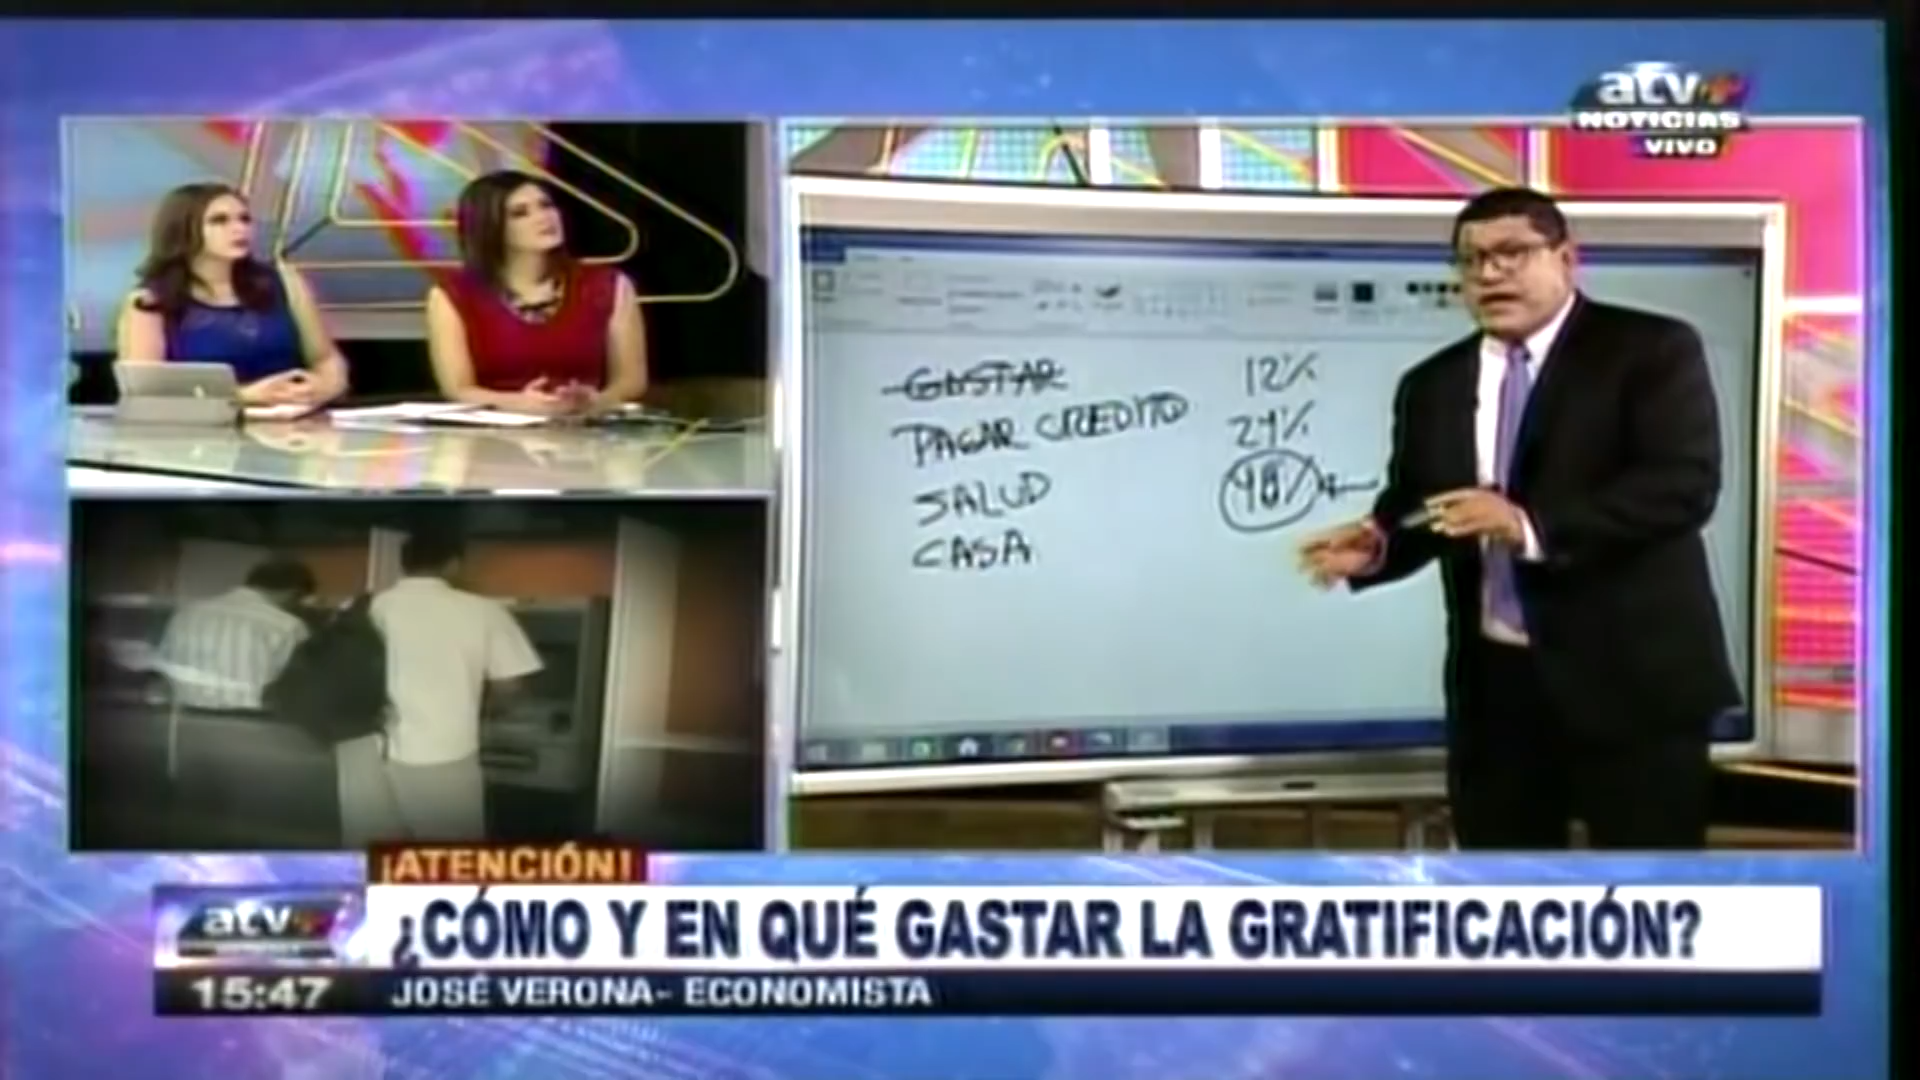 atv+
NOTICIAS
VIVO
GASTAR 12%
PAGAR CREDITO 24%
SALUD 48%
CASA
¡ATENCIÓN!
atv+
¿CÓMO Y EN QUÉ GASTAR LA GRATIFICACIÓN?
15:47 JOSÉ VERONA- ECONOMISTA